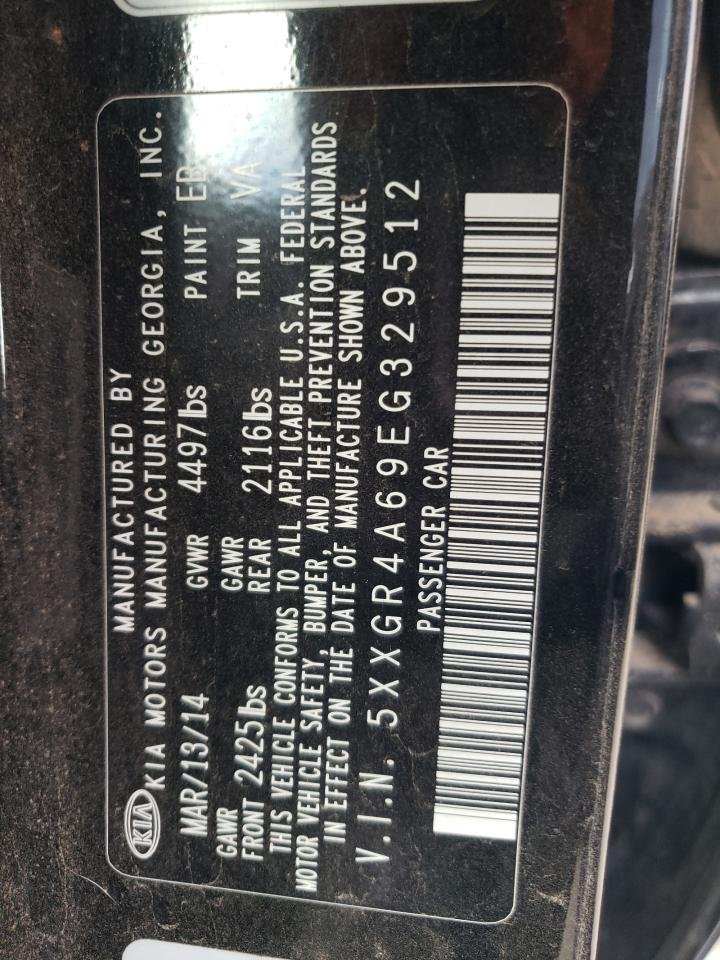 MANUFACTURED BY
KIA KIA MOTORS MANUFACTURING GEORGIA, INC.
MAR/13/14 GVWR 4497lbs PAINT EB
GAWR GAWR
FRONT 2425lbs REAR 2116lbs TRIM VA
THIS VEHICLE CONFORMS TO ALL APPLICABLE U.S.A. FEDERAL
MOTOR VEHICLE SAFETY, BUMPER, AND THEFT PREVENTION STANDARDS
IN EFFECT ON THE DATE OF MANUFACTURE SHOWN ABOVE.
V.I.N. 5XXGR4A69EG329512
PASSENGER CAR